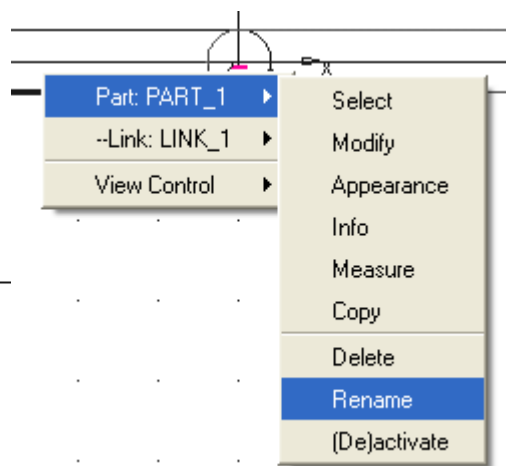 X
Part: PART_1
--Link: LINK_1
View Control
Select
Modify
Appearance
Info
Measure
Copy
Delete
Rename
(De)activate